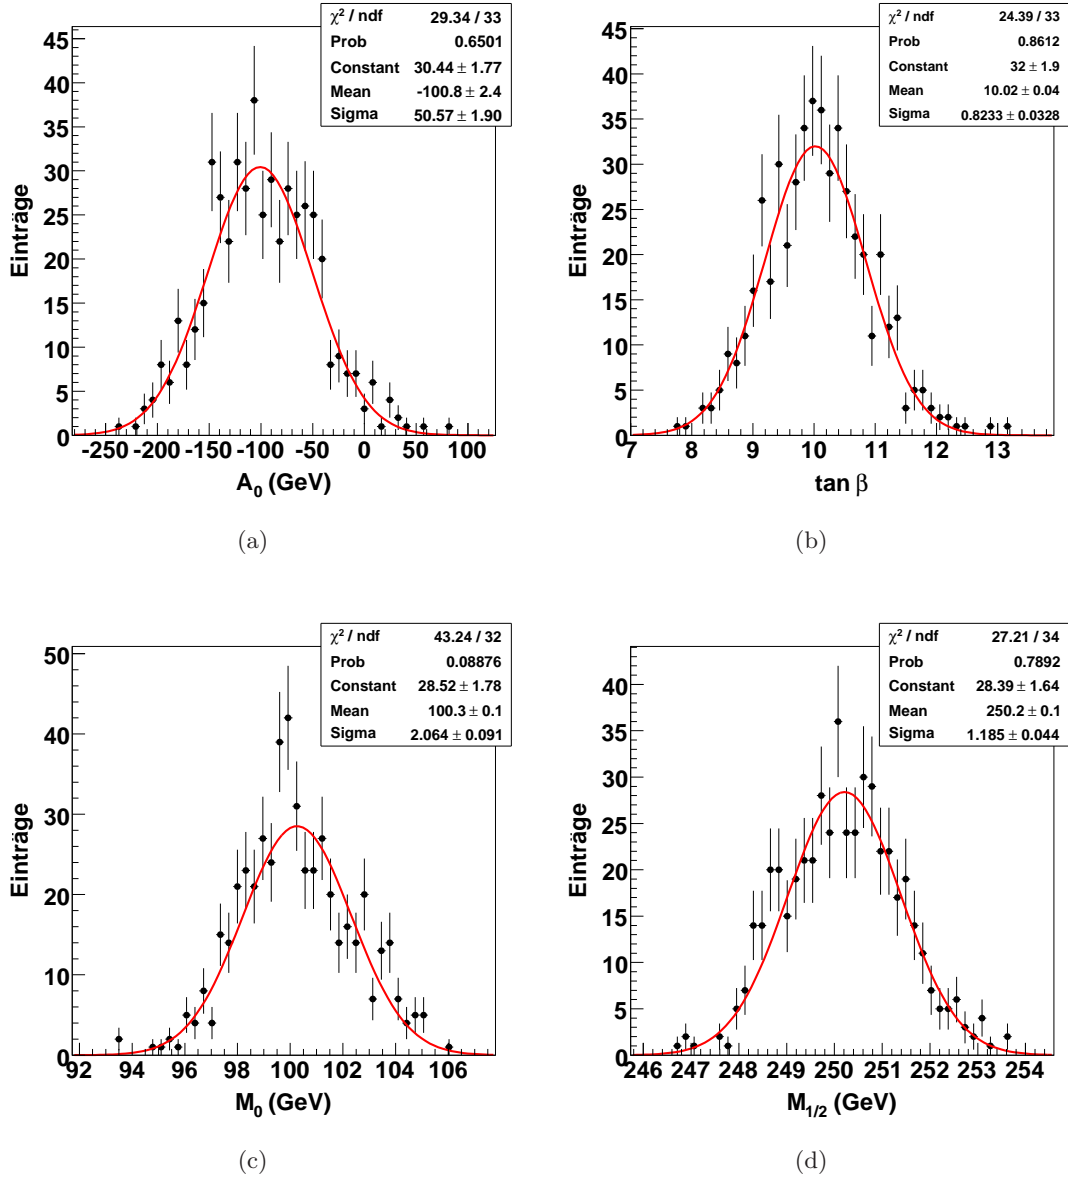 χ² / ndf 29.34 / 33
Prob 0.6501
Constant 30.44 ± 1.77
Mean -100.8 ± 2.4
Sigma 50.57 ± 1.90
45
40
35
30
25
20
15
10
5
0
Einträge
-250 -200 -150 -100 -50 0 50 100
A₀ (GeV)
(a)
χ² / ndf 24.39 / 33
Prob 0.8612
Constant 32 ± 1.9
Mean 10.02 ± 0.04
Sigma 0.8233 ± 0.0328
45
40
35
30
25
20
15
10
5
0
Einträge
7 8 9 10 11 12 13
tan β
(b)
χ² / ndf 43.24 / 32
Prob 0.08876
Constant 28.52 ± 1.78
Mean 100.3 ± 0.1
Sigma 2.064 ± 0.091
50
40
30
20
10
0
Einträge
92 94 96 98 100 102 104 106
M₀ (GeV)
(c)
χ² / ndf 27.21 / 34
Prob 0.7892
Constant 28.39 ± 1.64
Mean 250.2 ± 0.1
Sigma 1.185 ± 0.044
40
35
30
25
20
15
10
5
0
Einträge
246 247 248 249 250 251 252 253 254
M₁/₂ (GeV)
(d)